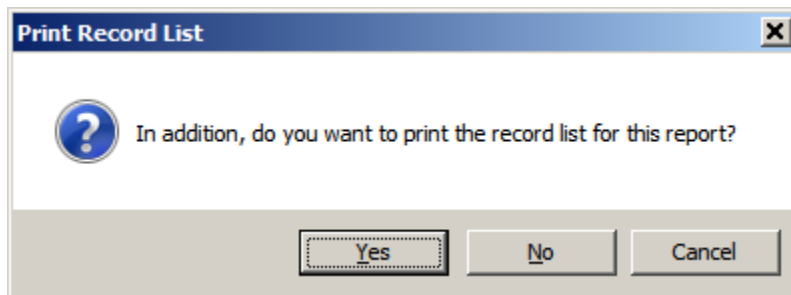 Print Record List
In addition, do you want to print the record list for this report?
Yes
No
Cancel